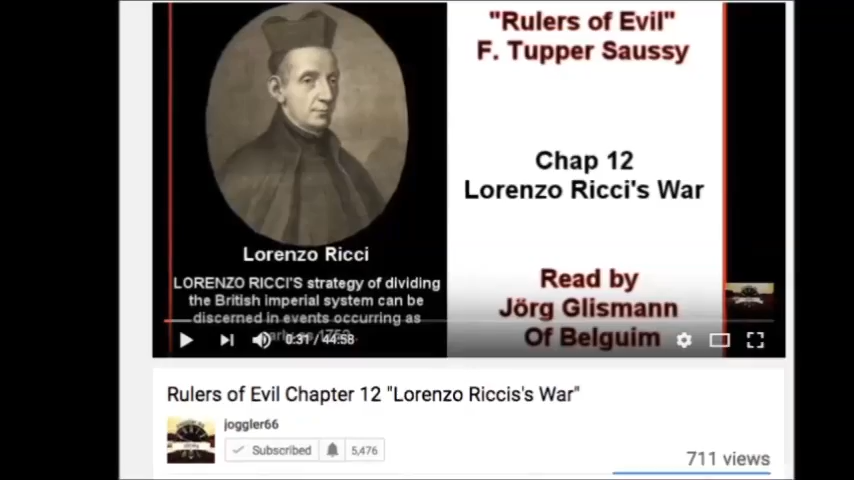 "Rulers of Evil"
F. Tupper Saussy
Chap 12
Lorenzo Ricci's War
Lorenzo Ricci
LORENZO RICCI'S strategy of dividing
the British imperial system can be
discerned in events occurring as
Read by
Jörg Glismann
Of Belguim
0:31 / 44:58
Rulers of Evil Chapter 12 "Lorenzo Riccis's War"
joggler66
Subscribed 5,476
711 views